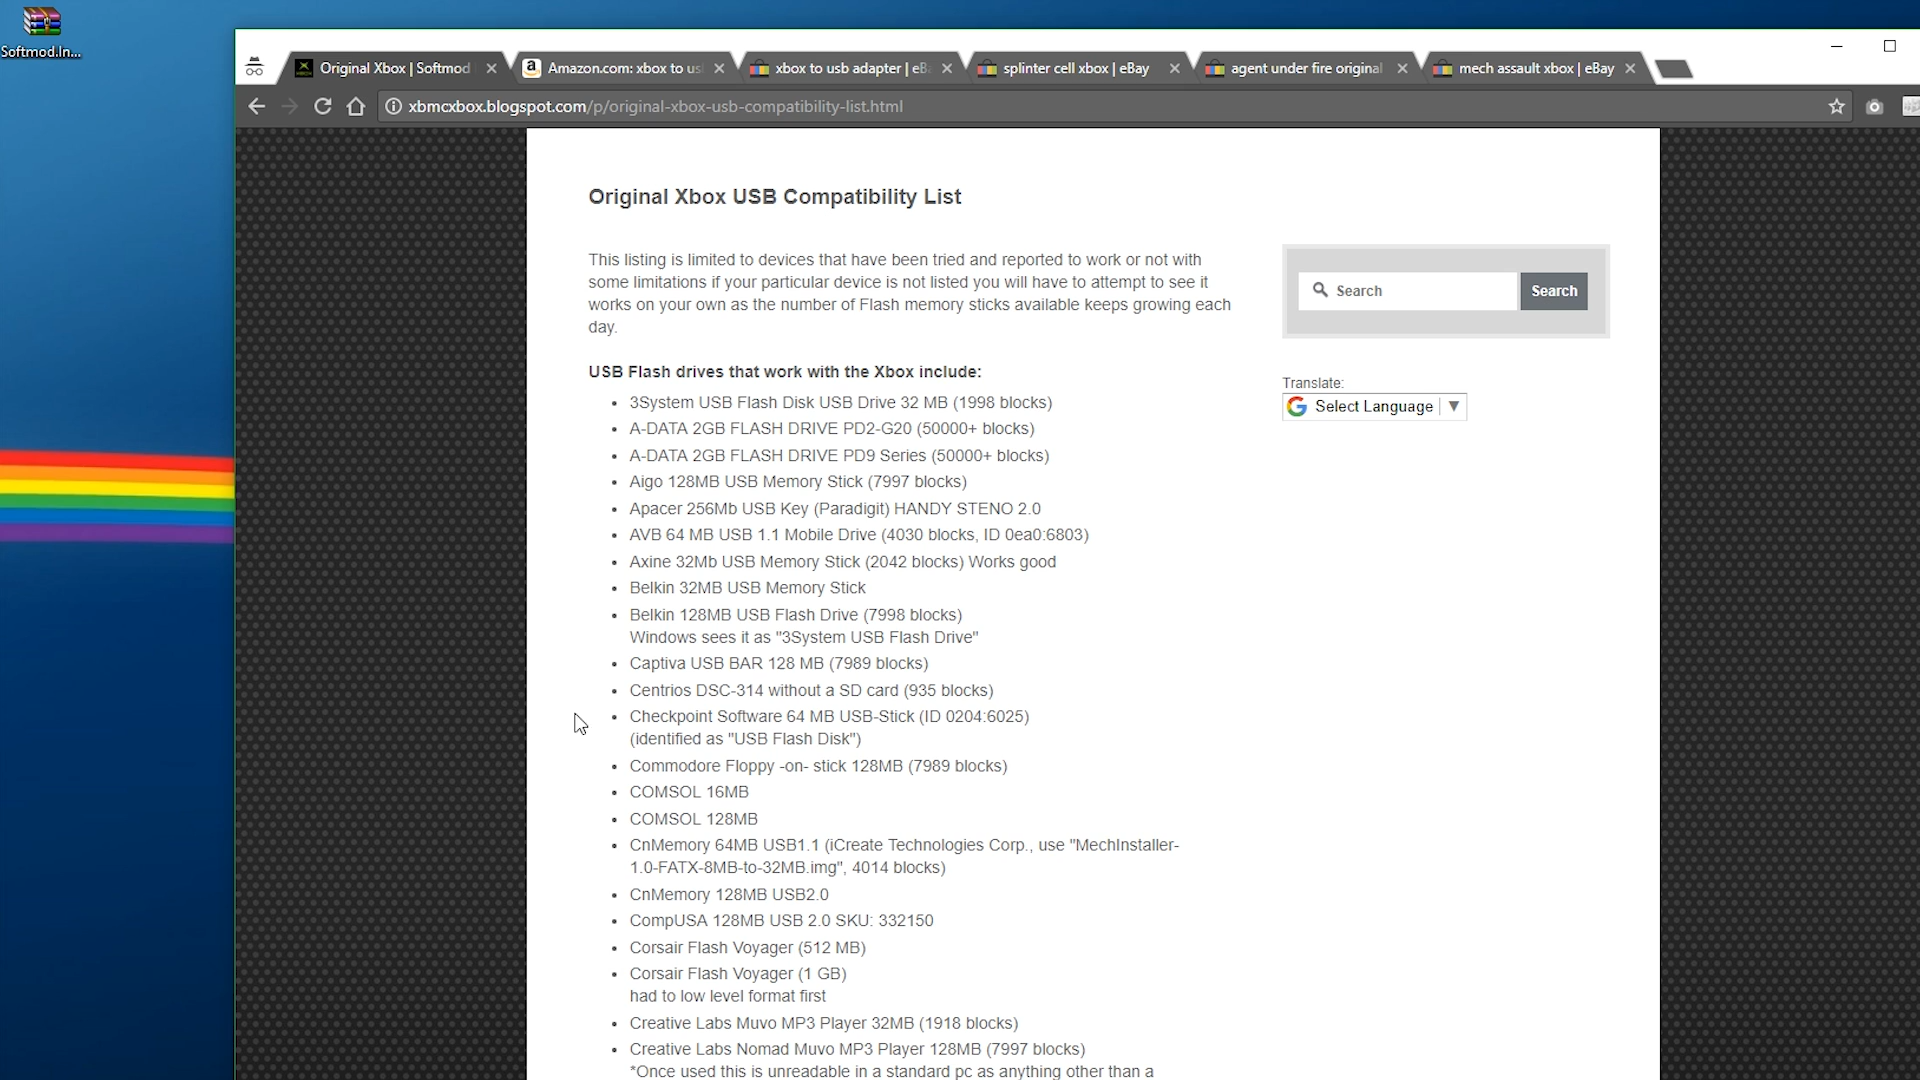 Softmod.In...
Original Xbox | Softmod
Amazon.com: xbox to us
xbox to usb adapter | eB
splinter cell xbox | eBay
agent under fire original
mech assault xbox | eBay
xbmcxbox.blogspot.com/p/original-xbox-usb-compatibility-list.html
Original Xbox USB Compatibility List
This listing is limited to devices that have been tried and reported to work or not with
some limitations if your particular device is not listed you will have to attempt to see it
works on your own as the number of Flash memory sticks available keeps growing each
day.
Search Search
Translate:
Select Language
USB Flash drives that work with the Xbox include:
3System USB Flash Disk USB Drive 32 MB (1998 blocks)
A-DATA 2GB FLASH DRIVE PD2-G20 (50000+ blocks)
A-DATA 2GB FLASH DRIVE PD9 Series (50000+ blocks)
Aigo 128MB USB Memory Stick (7997 blocks)
Apacer 256Mb USB Key (Paradigit) HANDY STENO 2.0
AVB 64 MB USB 1.1 Mobile Drive (4030 blocks, ID 0ea0:6803)
Axine 32Mb USB Memory Stick (2042 blocks) Works good
Belkin 32MB USB Memory Stick
Belkin 128MB USB Flash Drive (7998 blocks)
Windows sees it as "3System USB Flash Drive"
Captiva USB BAR 128 MB (7989 blocks)
Centrios DSC-314 without a SD card (935 blocks)
Checkpoint Software 64 MB USB-Stick (ID 0204:6025)
(identified as "USB Flash Disk")
Commodore Floppy -on- stick 128MB (7989 blocks)
COMSOL 16MB
COMSOL 128MB
CnMemory 64MB USB1.1 (iCreate Technologies Corp., use "MechInstaller-
1.0-FATX-8MB-to-32MB.img", 4014 blocks)
CnMemory 128MB USB2.0
CompUSA 128MB USB 2.0 SKU: 332150
Corsair Flash Voyager (512 MB)
Corsair Flash Voyager (1 GB)
had to low level format first
Creative Labs Muvo MP3 Player 32MB (1918 blocks)
Creative Labs Nomad Muvo MP3 Player 128MB (7997 blocks)
*Once used this is unreadable in a standard pc as anything other than a